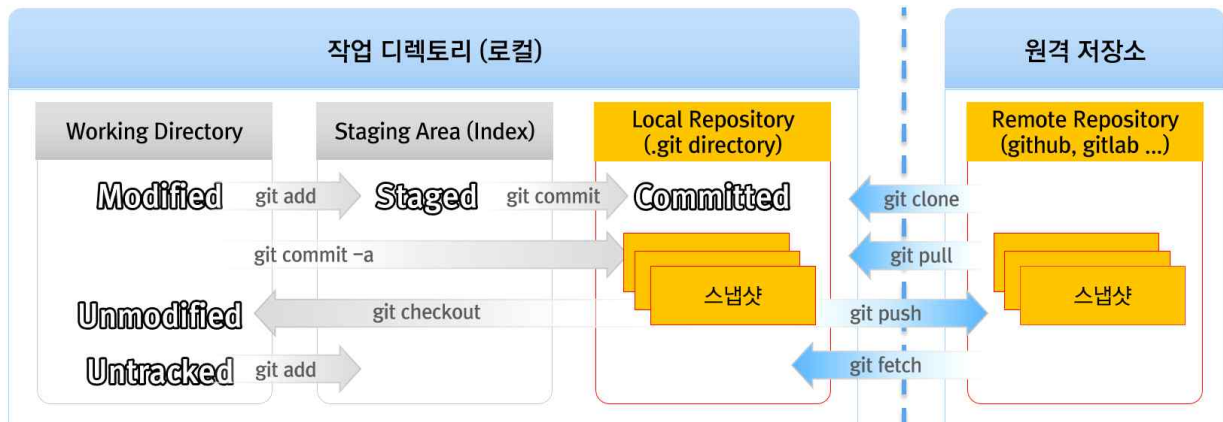 작업 디렉토리 (로컬)
원격 저장소
Working Directory
Staging Area (Index)
Local Repository
(.git directory)
Remote Repository
(github, gitlab ...)
Modified
git add
Staged
git commit
Committed
git clone
git commit –a
git pull
스냅샷
스냅샷
Unmodified
git checkout
git push
Untracked
git add
git fetch